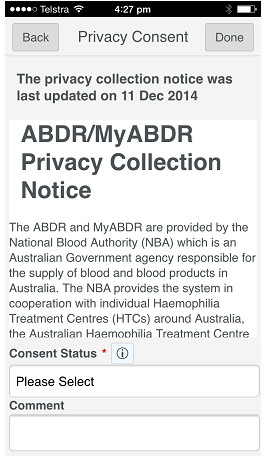 Telstra 4:27 pm
Back Privacy Consent Done
The privacy collection notice was
last updated on 11 Dec 2014
ABDR/MyABDR
Privacy Collection
Notice
The ABDR and MyABDR are provided by the
National Blood Authority (NBA) which is an
Australian Government agency responsible for
the supply of blood and blood products in
Australia. The NBA provides the system in
cooperation with individual Haemophilia
Treatment Centres (HTCs) around Australia,
the Australian Haemophilia Treatment Centre
Consent Status *
Please Select
Comment